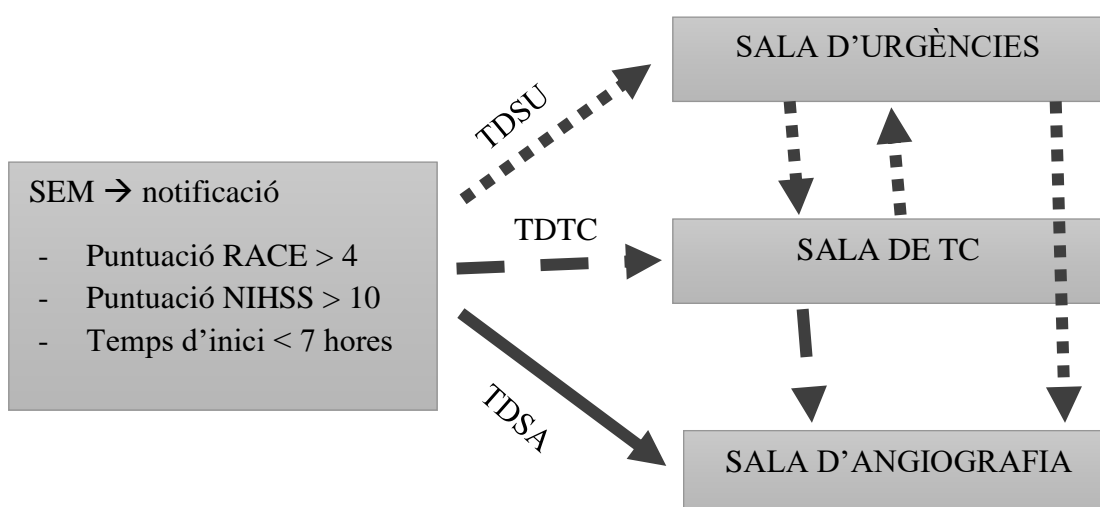 SALA D’URGÈNCIES
TDSU
SEM → notificació
- Puntuació RACE > 4
- Puntuació NIHSS > 10
- Temps d’inici < 7 hores
TDTC
SALA DE TC
TDSA
SALA D’ANGIOGRAFIA